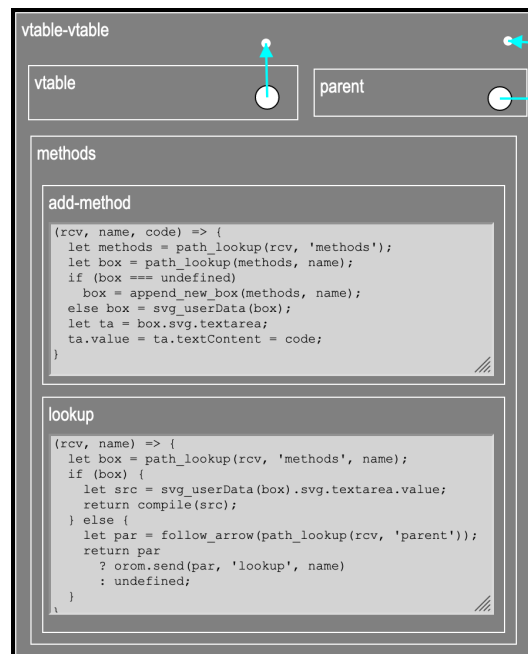 vtable-vtable
vtable
parent
methods
add-method
(rcv, name, code) => {
  let methods = path_lookup(rcv, 'methods');
  let box = path_lookup(methods, name);
  if (box === undefined)
    box = append_new_box(methods, name);
  else box = svg_userData(box);
  let ta = box.svg.textarea;
  ta.value = ta.textContent = code;
}
lookup
(rcv, name) => {
  let box = path_lookup(rcv, 'methods', name);
  if (box) {
    let src = svg_userData(box).svg.textarea.value;
    return compile(src);
  } else {
    let par = follow_arrow(path_lookup(rcv, 'parent'));
    return par
      ? orom.send(par, 'lookup', name)
      : undefined;
  }
}